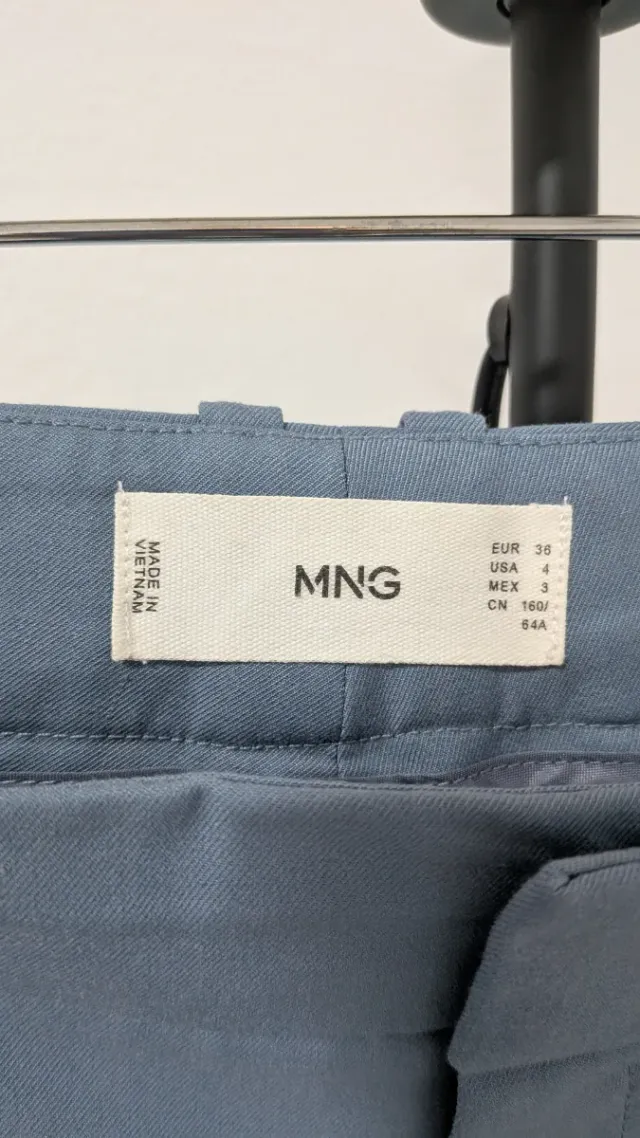 MADE IN
VIETNAM
MNG
EUR 36
USA 4
MEX 3
CN 160/
64A